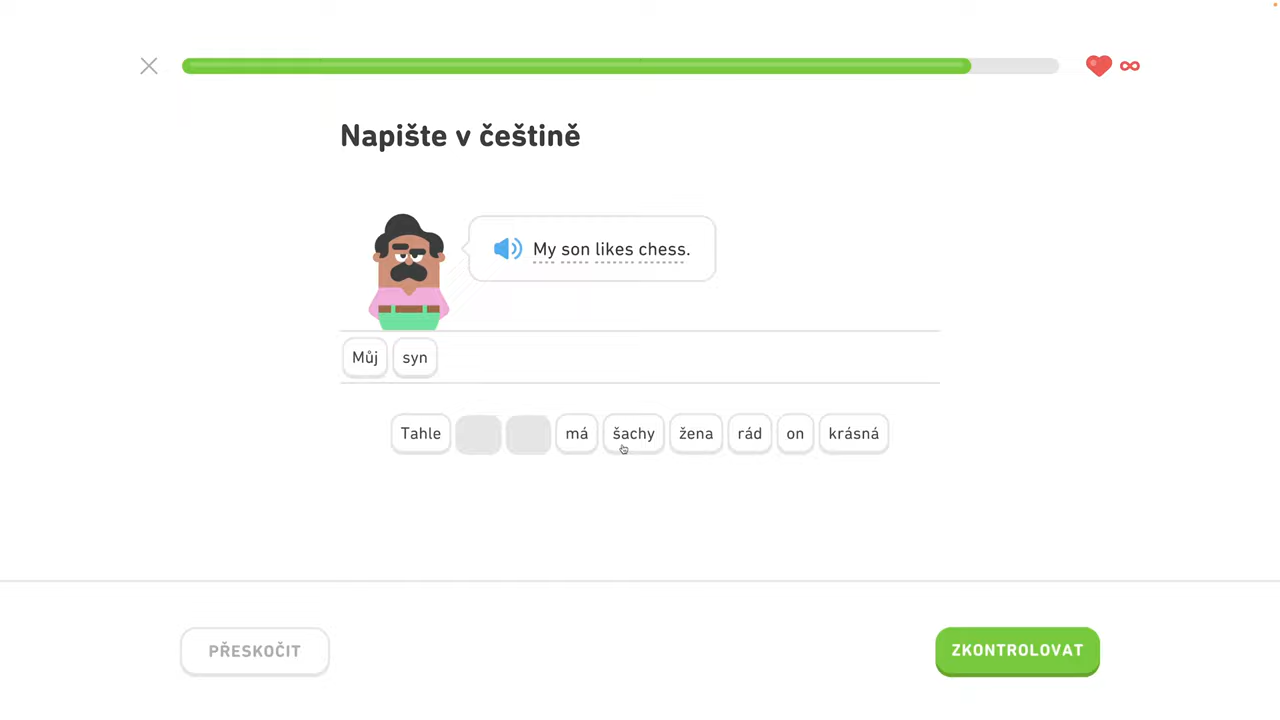 ∞
Napište v češtině
My son likes chess.
Můj syn
Tahle má šachy žena rád on krásná
PŘESKOČIT ZKONTROLOVAT